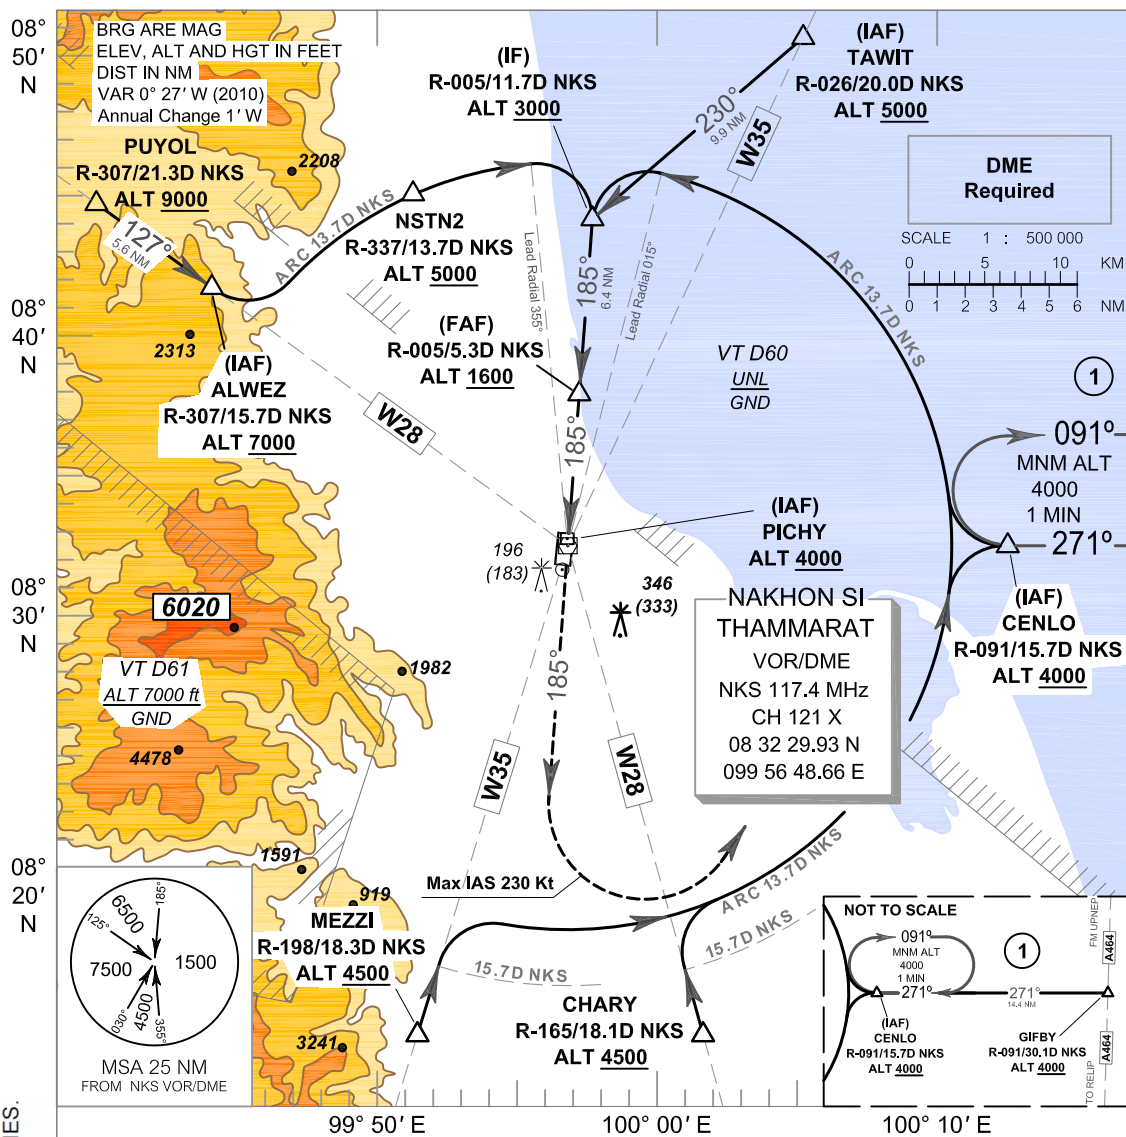 08°
50'
N
BRG ARE MAG
ELEV, ALT AND HGT IN FEET
DIST IN NM
VAR 0° 27' W (2010)
Annual Change 1' W
PUYOL
R-307/21.3D NKS
ALT 9000
127°
5.6 NM
2208
ARC 13.7D NKS
NSTN2
R-337/13.7D NKS
ALT 5000
(IF)
R-005/11.7D NKS
ALT 3000
(IAF)
TAWIT
R-026/20.0D NKS
ALT 5000
230°
9.9 NM
W35
DME
Required
SCALE 1 : 500 000
0 5 10 KM
0 1 2 3 4 5 6 NM
08°
40'
N
2313
(IAF)
ALWEZ
R-307/15.7D NKS
ALT 7000
W28
(FAF)
R-005/5.3D NKS
ALT 1600
Lead Radial 355°
185°
6.4 NM
Lead Radial 015°
ARC 13.7D NKS
VT D60
UNL
GND
1
091°
MNM ALT
4000
1 MIN
271°
185°
(IAF)
PICHY
ALT 4000
196
(183)
346
(333)
08°
30'
N
6020
VT D61
ALT 7000 ft
GND
4478
1982
NAKHON SI
THAMMARAT
VOR/DME
NKS 117.4 MHz
CH 121 X
08 32 29.93 N
099 56 48.66 E
(IAF)
CENLO
R-091/15.7D NKS
ALT 4000
185°
W35
W28
08°
20'
N
1591
919
Max IAS 230 Kt
ARC 13.7D NKS
MEZZI
R-198/18.3D NKS
ALT 4500
15.7D NKS
15.7D NKS
CHARY
R-165/18.1D NKS
ALT 4500
3241
6500
185°
125°
7500
1500
030°
4500
355°
MSA 25 NM
FROM NKS VOR/DME
NOT TO SCALE
091°
MNM ALT
4000
1 MIN
271°
1
271°
14.4 NM
FM UPNEP
A464
(IAF)
CENLO
R-091/15.7D NKS
ALT 4000
GIFBY
R-091/30.1D NKS
ALT 4000
A464
TO RELIP
99° 50' E
100° 00' E
100° 10' E